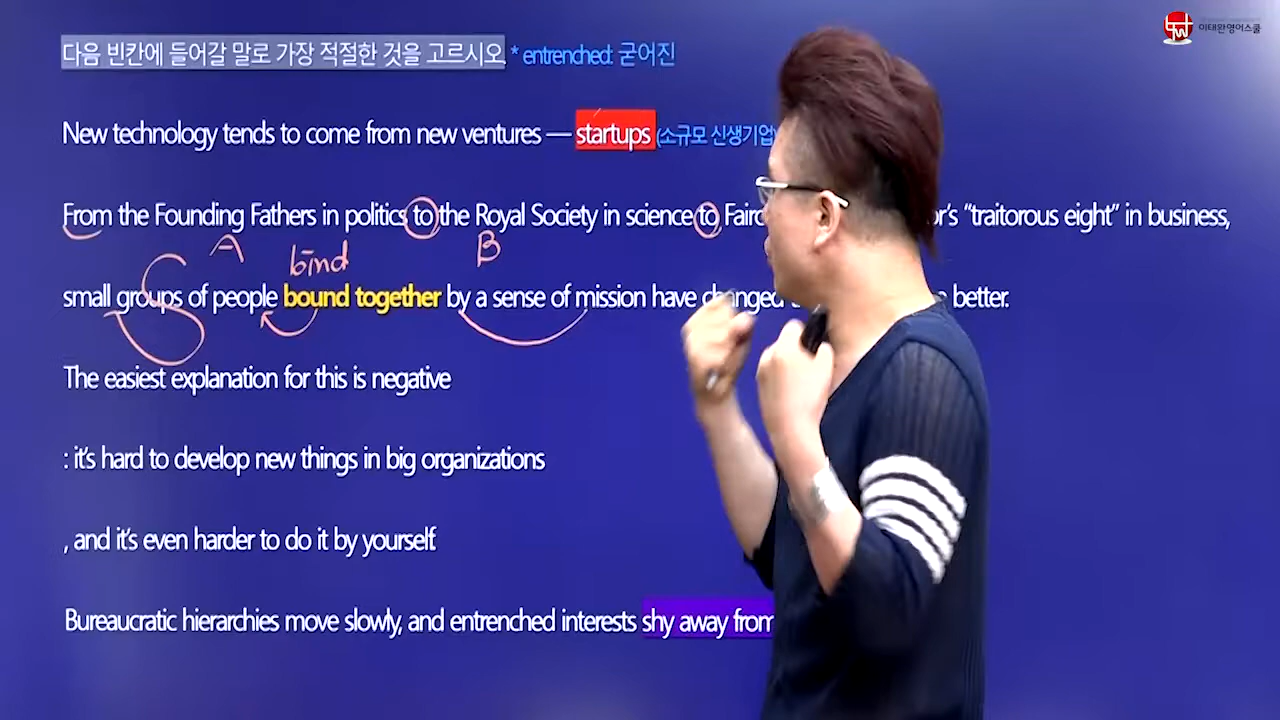 이태완영어스쿨
다음 빈칸에 들어갈 말로 가장 적절한 것을 고르시오. * entrenched: 굳어진
New technology tends to come from new ventures — startups (소규모 신생기업)
From the Founding Fathers in politics to the Royal Society in science to "traitorous eight" in business,
A
B
bind
small groups of people bound together by a sense of mission have changed better.
The easiest explanation for this is negative
: it's hard to develop new things in big organizations
, and it's even harder to do it by yourself.
Bureaucratic hierarchies move slowly, and entrenched interests shy away from